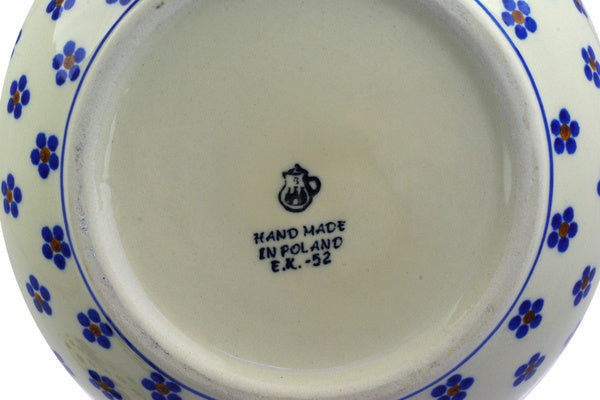 HAND MADE
IN POLAND
E.K. -52